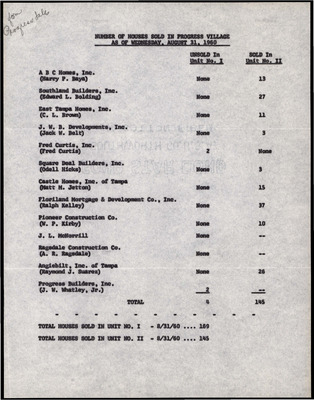 for
Congressdale
NUMBER OF HOUSES SOLD IN PROGRESS VILLAGE
AS OF WEDNESDAY, AUGUST 31, 1960
UNSOLD In SOLD In
Unit No. I Unit No. II
A B C Homes, Inc.
(Harry F. Baya) None 13
Southland Builders, Inc.
(Edward L. Bolding) None 27
East Tampa Homes, Inc.
(C. L. Brown) None 11
J. W. B. Developments, Inc.
(Jack W. Belt) None 3
Fred Curtis, Inc.
(Fred Curtis) 2 None
Square Deal Builders, Inc.
(Odell Hicks) None 3
Castle Homes, Inc. of Tampa
(Matt M. Jetton) None 15
Floriland Mortgage & Development Co., Inc.
(Ralph Kelley) None 37
Pioneer Construction Co.
(W. P. Kirby) None 10
J. L. McMorrill None --
Ragsdale Construction Co.
(A. R. Ragsdale) None --
Angiebilt, Inc. of Tampa
(Raymond J. Suarez) None 26
Progress Builders, Inc.
(J. W. Whatley, Jr.) 2 --
TOTAL 4 145
- - - - - - - - - - -
TOTAL HOUSES SOLD IN UNIT NO. I - 8/31/60 .... 189
TOTAL HOUSES SOLD IN UNIT NO. II - 8/31/60 .... 145